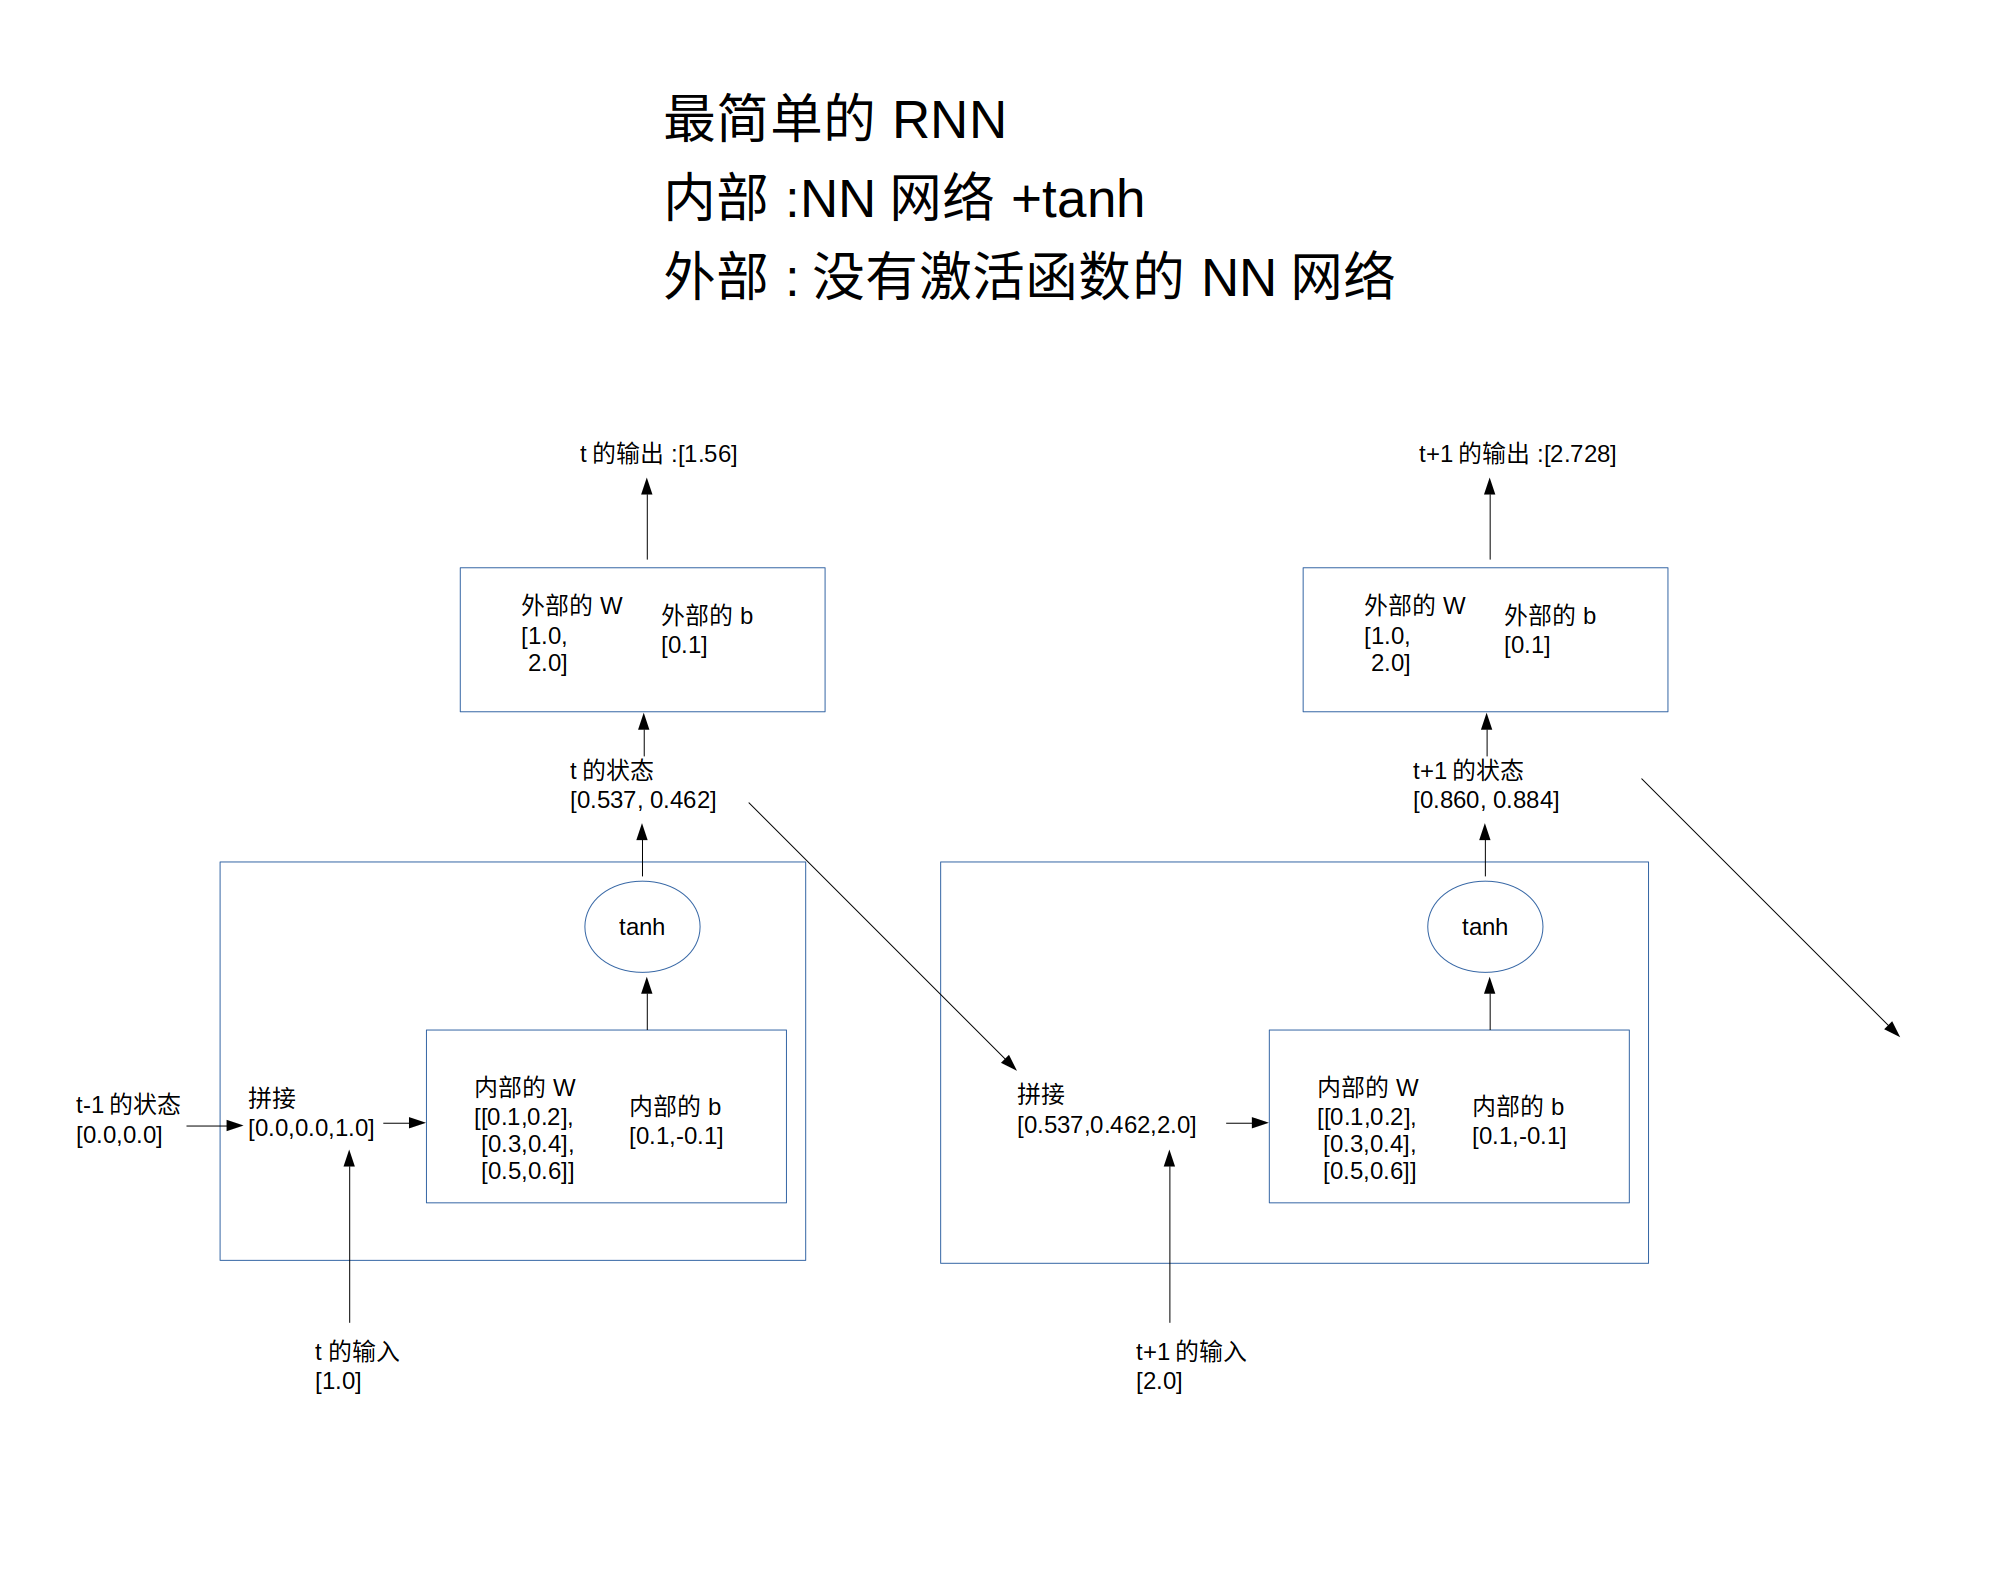 最简单的 RNN
内部 :NN 网络 +tanh
外部 : 没有激活函数的 NN 网络
t 的输出 :[1.56]
外部的 W
[1.0,
2.0]
外部的 b
[0.1]
t 的状态
[0.537, 0.462]
tanh
t-1 的状态
[0.0,0.0]
拼接
[0.0,0.0,1.0]
内部的 W
[[0.1,0.2],
[0.3,0.4],
[0.5,0.6]]
内部的 b
[0.1,-0.1]
t 的输入
[1.0]
t+1 的输出 :[2.728]
外部的 W
[1.0,
2.0]
外部的 b
[0.1]
t+1 的状态
[0.860, 0.884]
tanh
拼接
[0.537,0.462,2.0]
内部的 W
[[0.1,0.2],
[0.3,0.4],
[0.5,0.6]]
内部的 b
[0.1,-0.1]
t+1 的输入
[2.0]